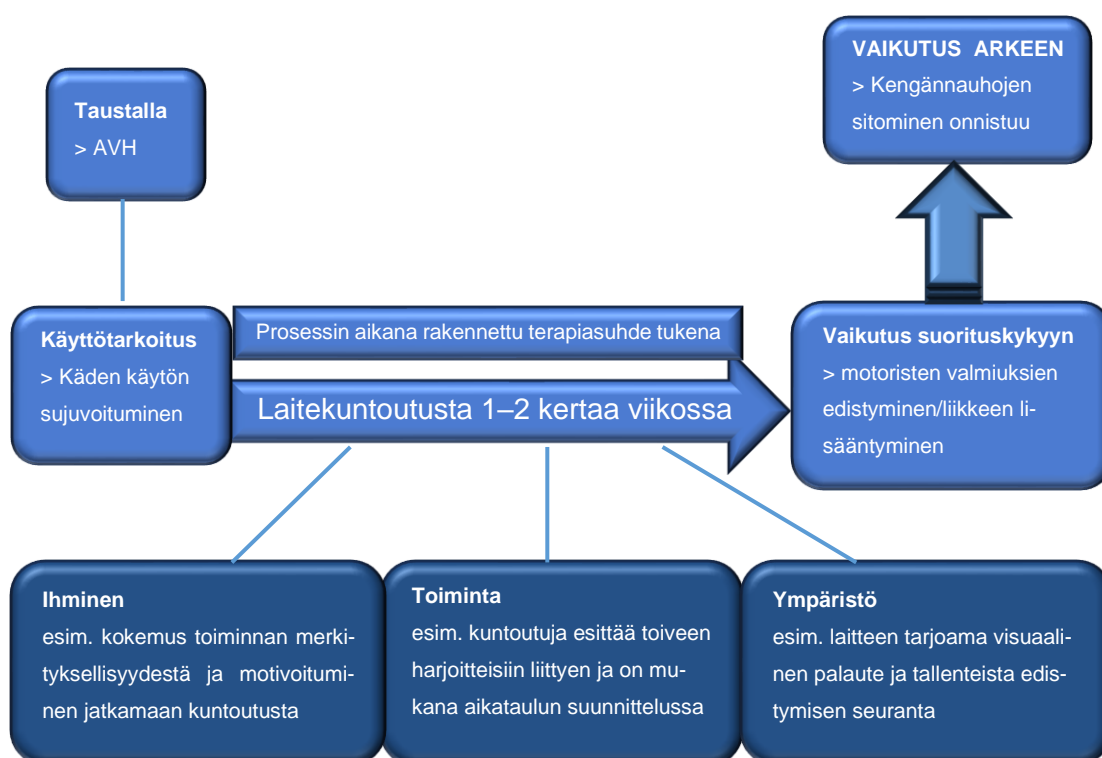 VAIKUTUS ARKEEN
> Kengännauhojen
sitominen onnistuu
Taustalla
> AVH
Käyttötarkoitus
> Käden käytön
sujuvoituminen
Prosessin aikana rakennettu terapiasuhde tukena
Laitekuntoutusta 1–2 kertaa viikossa
Vaikutus suorituskykyyn
> motoristen valmiuksien
edistyminen/liikkeen li-
sääntyminen
Ihminen
esim. kokemus toiminnan merki-
tyksellisyydestä ja motivoitumi-
nen jatkamaan kuntoutusta
Toiminta
esim. kuntoutuja esittää toiveen
harjoitteisiin liittyen ja on mu-
kana aikataulun suunnittelussa
Ympäristö
esim. laitteen tarjoama visuaali-
nen palaute ja tallenteista edis-
tymisen seuranta